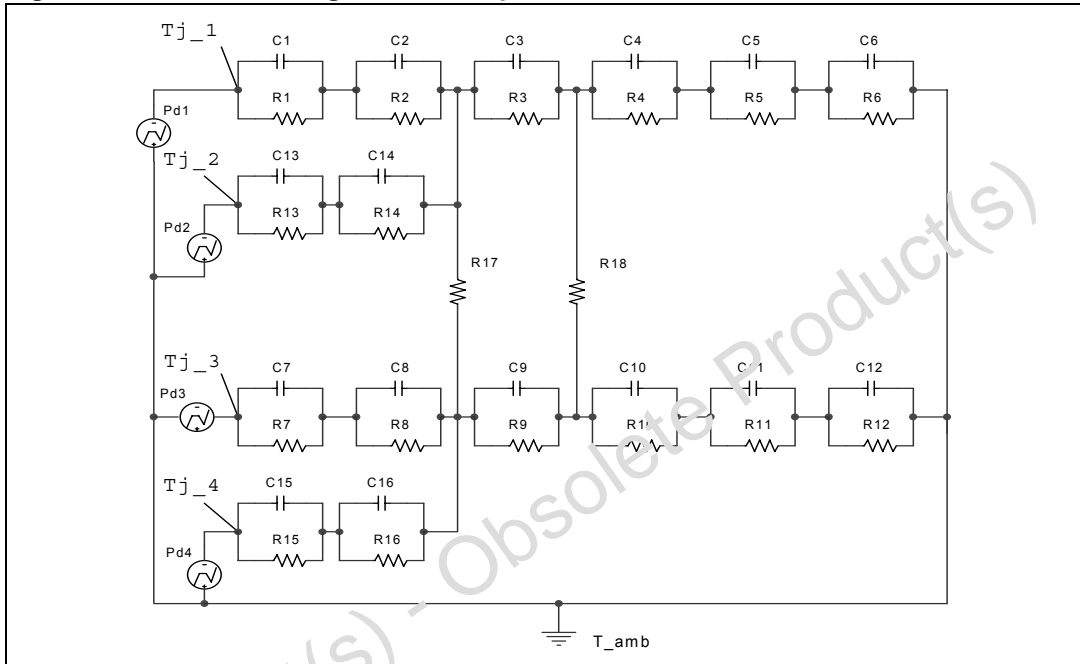 Tj_1
C1 C2 C3 C4 C5 C6
R1 R2 R3 R4 R5 R6
Pd1
Tj_2
C13 C14
R13 R14
Pd2
R17 R18
Tj_3
C7 C8 C9 C10 C11 C12
Pd3
R7 R8 R9 R10 R11 R12
Tj_4
C15 C16
R15 R16
Pd4
T_amb
(s) - Obsolete Product(s)